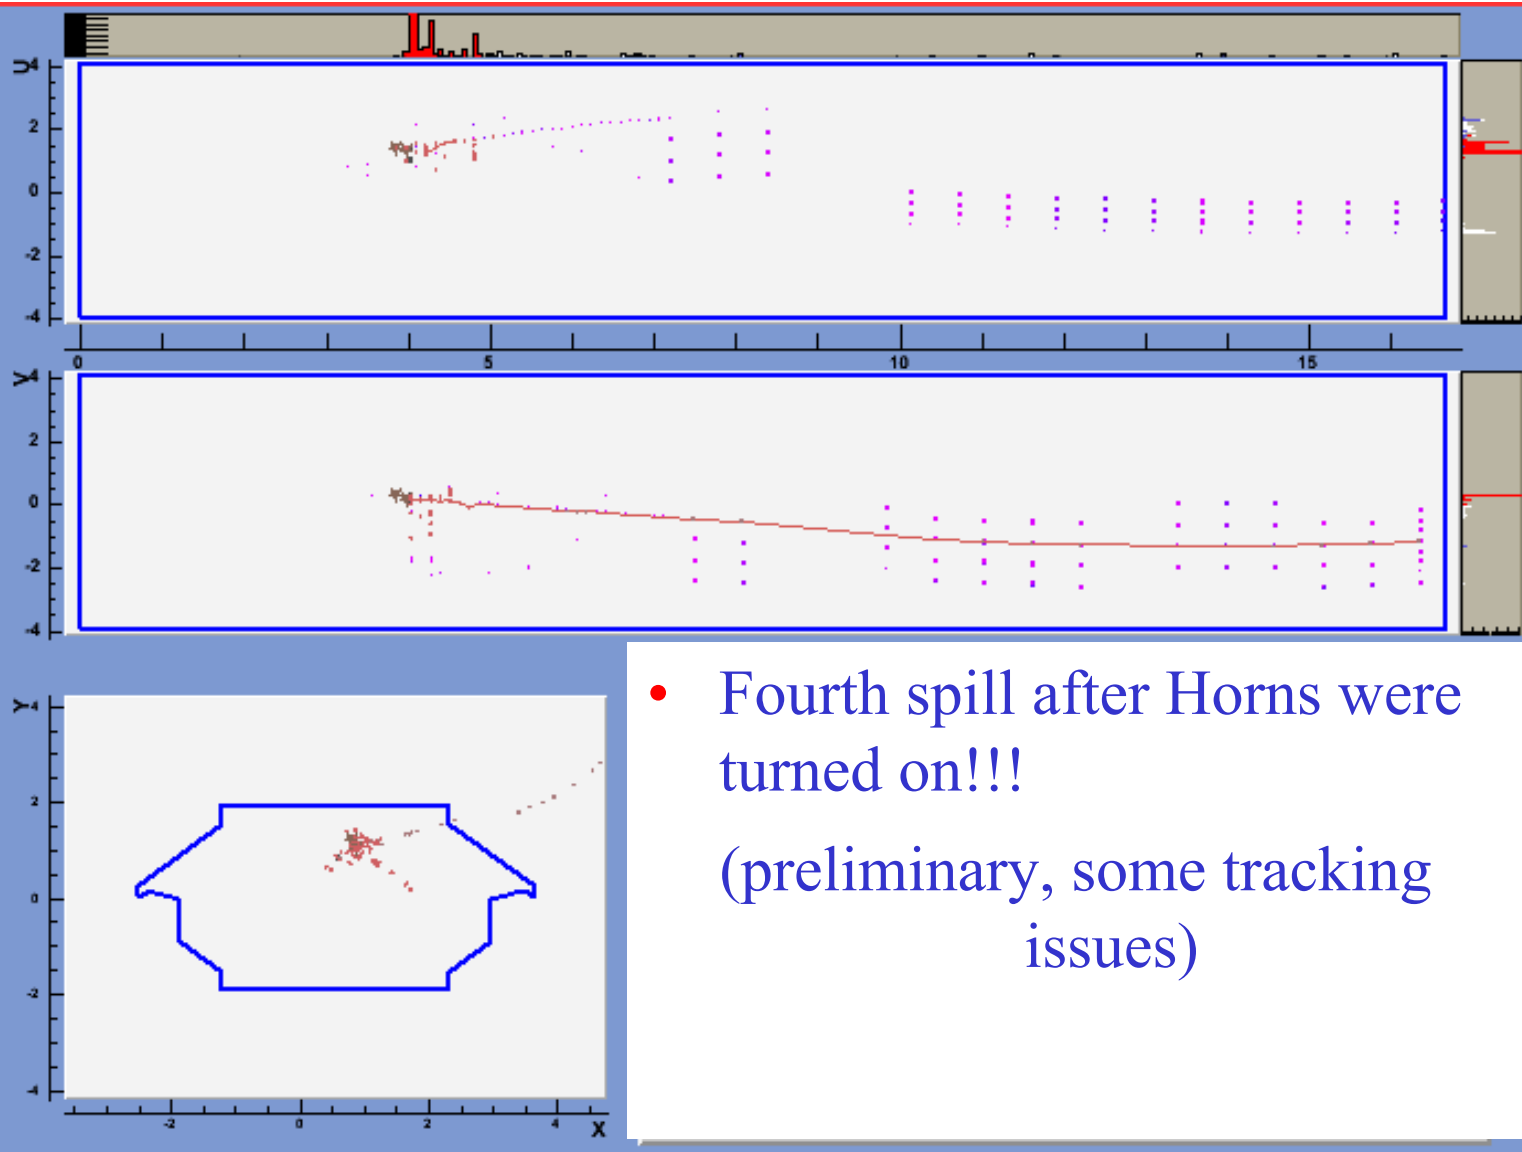 U
4
2
0
-2
-4
0 5 10 15
V
4
2
0
-2
-4
Y
4
2
0
-2
-4
-2 0 2 4 X
• Fourth spill after Horns were
turned on!!!
(preliminary, some tracking
issues)